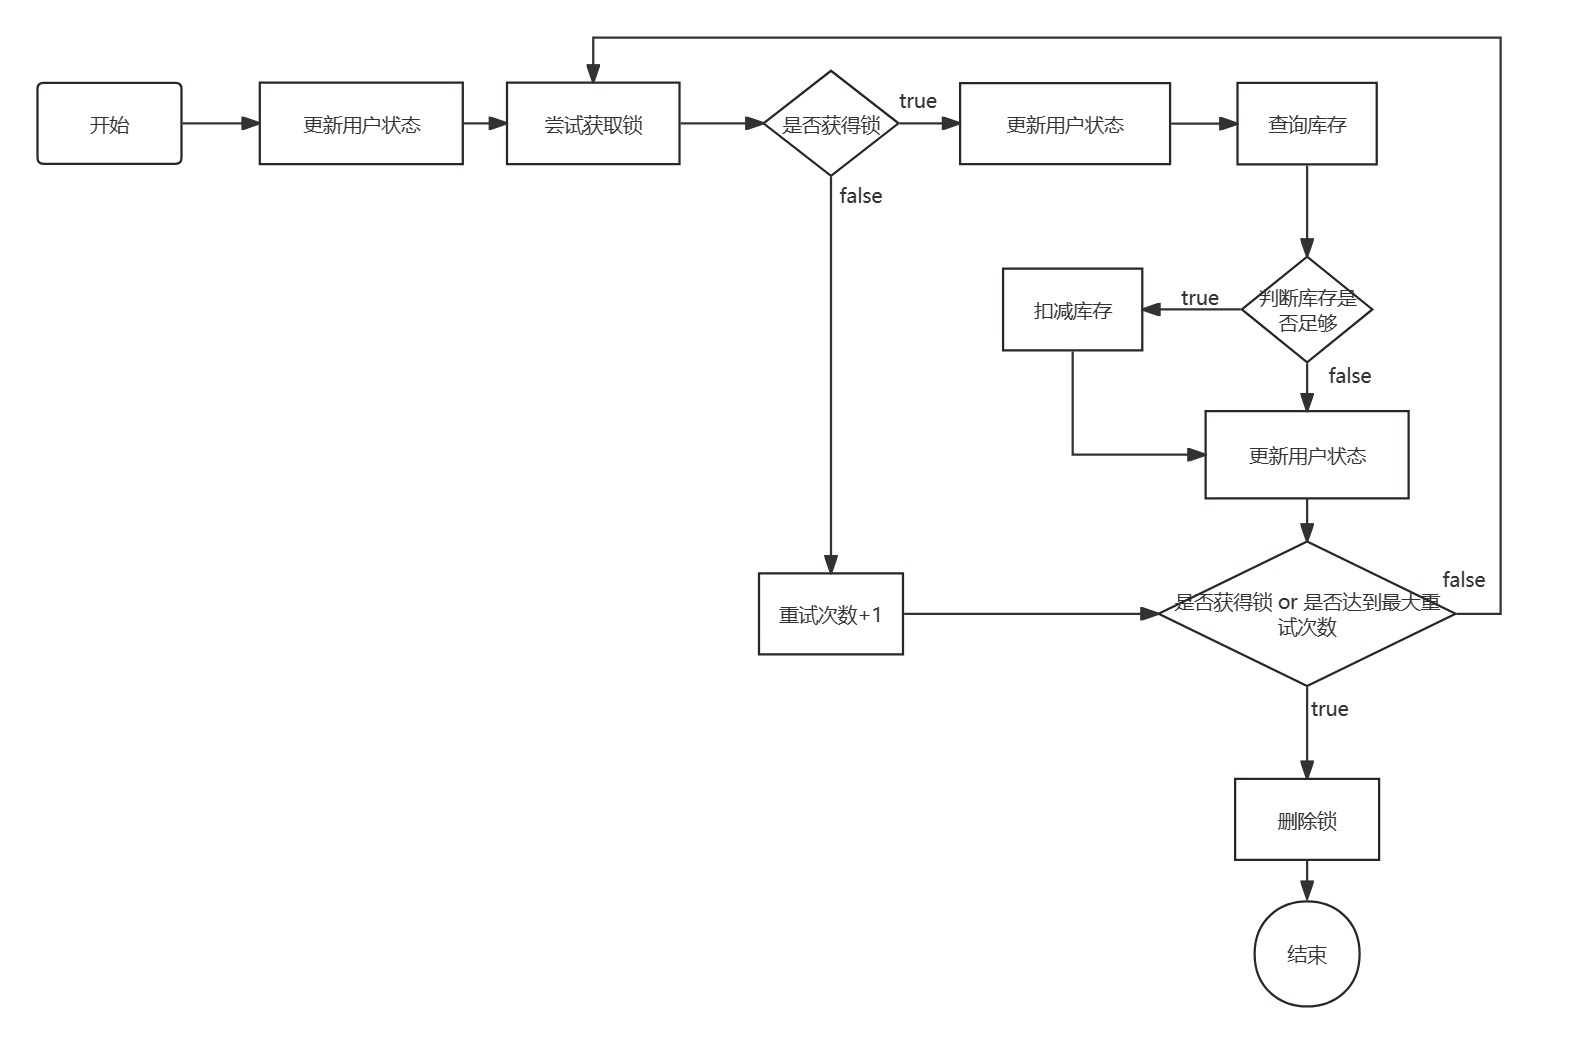 开始
更新用户状态
尝试获取锁
是否获得锁
true
更新用户状态
查询库存
false
判断库存是
否足够
true
扣减库存
false
更新用户状态
重试次数+1
是否获得锁 or 是否达到最大重
试次数
false
true
删除锁
结束